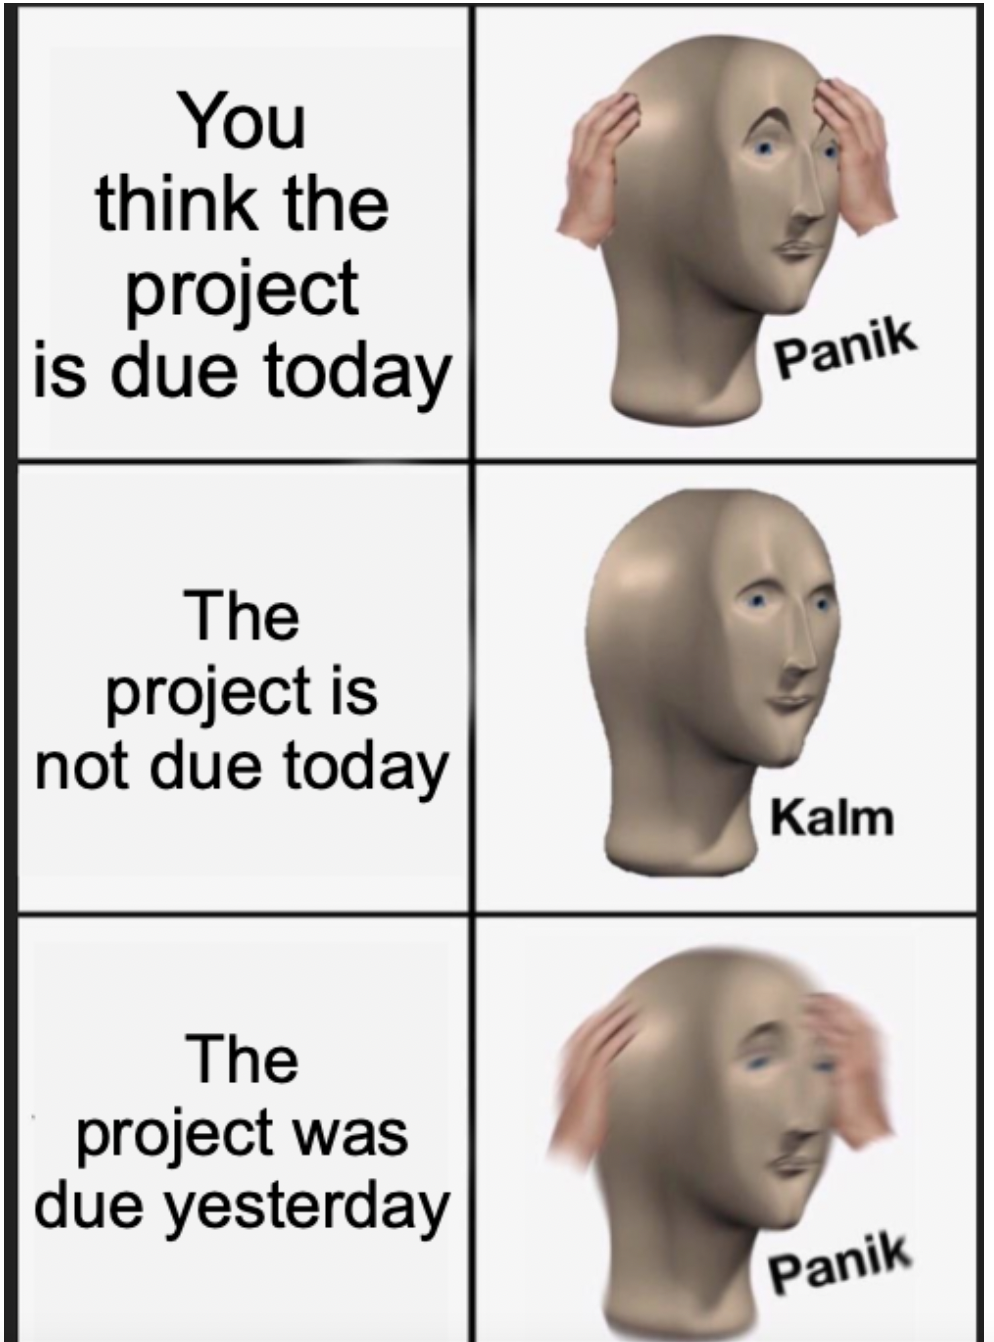 You
think the
project
is due today
Panik
The
project is
not due today
Kalm
The
project was
due yesterday
Panik